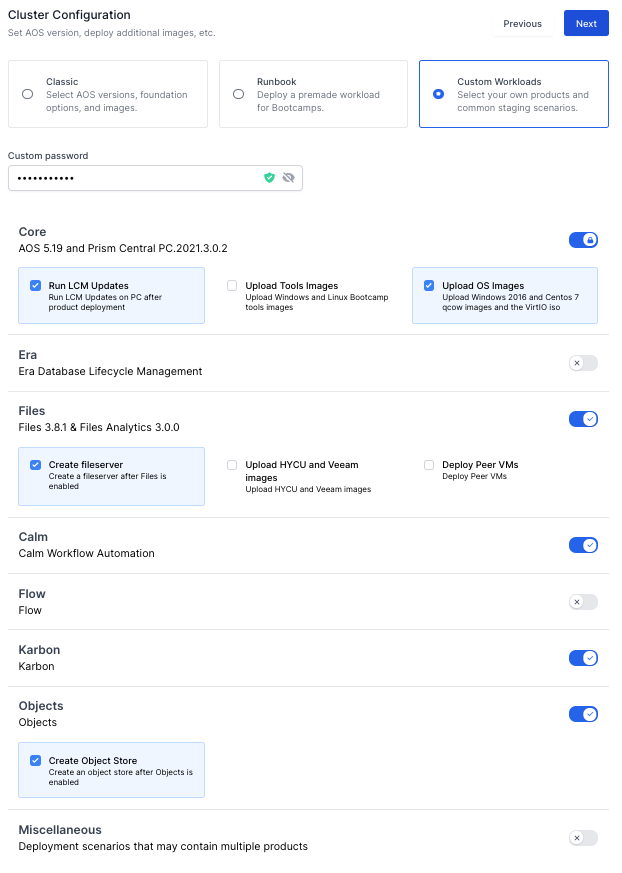 Cluster Configuration
Set AOS version, deploy additional images, etc.
Previous
Next
Classic
Select AOS versions, foundation
options, and images.
Runbook
Deploy a premade workload
for Bootcamps.
Custom Workloads
Select your own products and
common staging scenarios.
Custom password
•••••••••••
Core
AOS 5.19 and Prism Central PC.2021.3.0.2
Run LCM Updates
Run LCM Updates on PC after
product deployment
Upload Tools Images
Upload Windows and Linux Bootcamp
tools images
Upload OS Images
Upload Windows 2016 and Centos 7
qcow images and the VirtIO iso
Era
Era Database Lifecycle Management
Files
Files 3.8.1 & Files Analytics 3.0.0
Create fileserver
Create a fileserver after Files is
enabled
Upload HYCU and Veeam
images
Upload HYCU and Veeam images
Deploy Peer VMs
Deploy Peer VMs
Calm
Calm Workflow Automation
Flow
Flow
Karbon
Karbon
Objects
Objects
Create Object Store
Create an object store after Objects is
enabled
Miscellaneous
Deployment scenarios that may contain multiple products